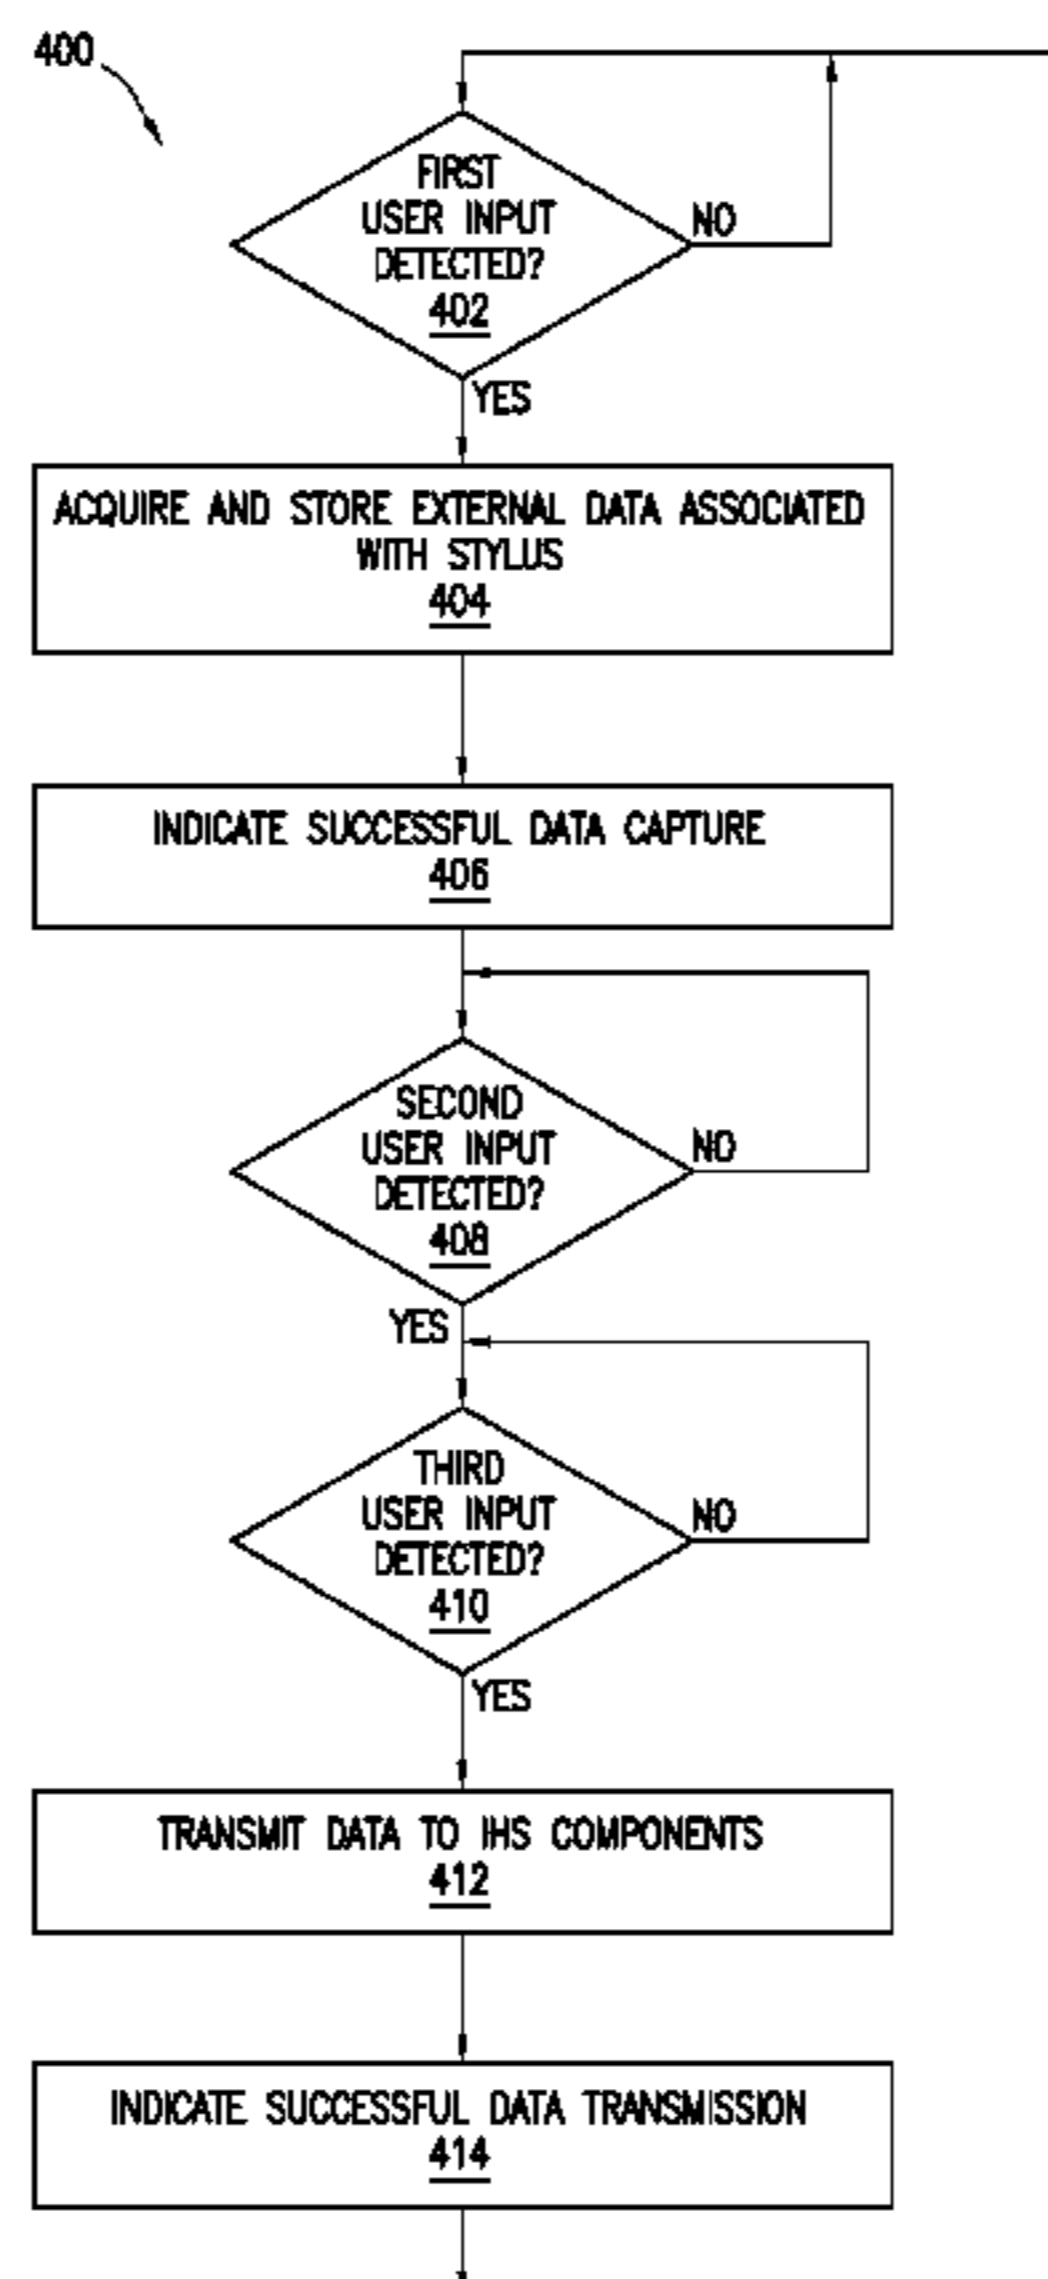 400
FIRST
USER INPUT
DETECTED?
402
NO
YES
ACQUIRE AND STORE EXTERNAL DATA ASSOCIATED
WITH STYLUS
404
INDICATE SUCCESSFUL DATA CAPTURE
406
SECOND
USER INPUT
DETECTED?
408
NO
YES
THIRD
USER INPUT
DETECTED?
410
NO
YES
TRANSMIT DATA TO IHS COMPONENTS
412
INDICATE SUCCESSFUL DATA TRANSMISSION
414